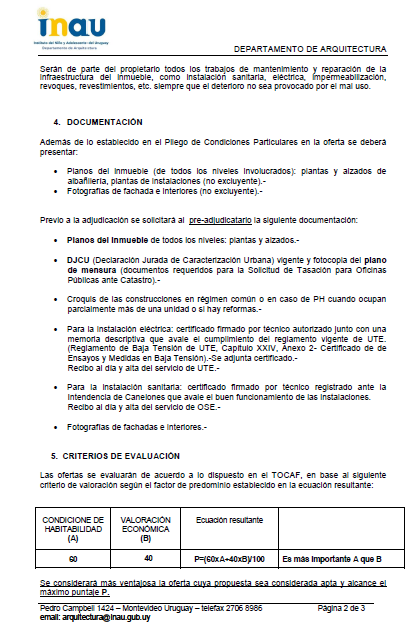 inau
Instituto del Niño y Adolescente del Uruguay
Departamento de Arquitectura
DEPARTAMENTO DE ARQUITECTURA
Serán de parte del propietario todos los trabajos de mantenimiento y reparación de la
infraestructura del inmueble, como instalación sanitaria, eléctrica, impermeabilización,
revoques, revestimientos, etc. siempre que el deterioro no sea provocado por el mal uso.
4. DOCUMENTACIÓN
Además de lo establecido en el Pliego de Condiciones Particulares en la oferta se deberá
presentar:
• Planos del inmueble (de todos los niveles involucrados): plantas y alzados de
albañilería, plantas de instalaciones (no excluyente).-
• Fotografías de fachada e interiores (no excluyente).-
Previo a la adjudicación se solicitará al pre-adjudicatario la siguiente documentación:
• Planos del inmueble de todos los niveles: plantas y alzados.-
• DJCU (Declaración Jurada de Caracterización Urbana) vigente y fotocopia del plano
de mensura (documentos requeridos para la Solicitud de Tasación para Oficinas
Públicas ante Catastro).-
• Croquis de las construcciones en régimen común o en caso de PH cuando ocupan
parcialmente más de una unidad o si hay reformas.-
• Para la instalación eléctrica: certificado firmado por técnico autorizado junto con una
memoria descriptiva que avale el cumplimiento del reglamento vigente de UTE.
(Reglamento de Baja Tensión de UTE, Capítulo XXIV, Anexo 2- Certificado de de
Ensayos y Medidas en Baja Tensión).-Se adjunta certificado.-
Recibo al día y alta del servicio de UTE.-
• Para la instalación sanitaria: certificado firmado por técnico registrado ante la
Intendencia de Canelones que avale el buen funcionamiento de las instalaciones.
Recibo al día y alta del servicio de OSE.-
• Fotografías de fachadas e interiores.-
5. CRITERIOS DE EVALUACIÓN
Las ofertas se evaluarán de acuerdo a lo dispuesto en el TOCAF, en base al siguiente
criterio de valoración según el factor de predominio establecido en la ecuación resultante:
CONDICIONE DE HABITABILIDAD (A) VALORACIÓN ECONÓMICA (B) Ecuación resultante
60 40 P=(60xA+40xB)/100 Es más importante A que B
Se considerará más ventajosa la oferta cuya propuesta sea considerada apta y alcance el
máximo puntaje P.
Pedro Campbell 1424 – Montevideo Uruguay – telefax 2706 8986 Página 2 de 3
email: arquitectura@inau.gub.uy